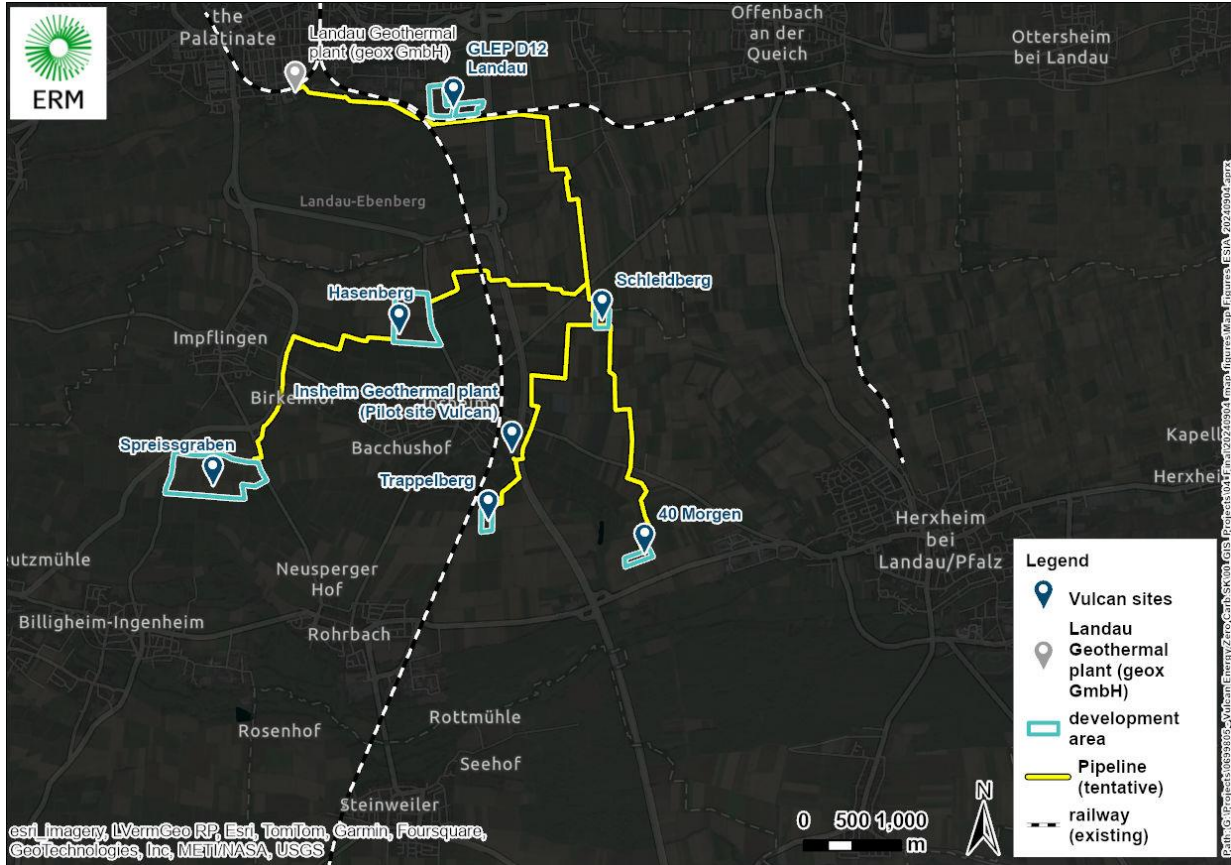 the
Palatinate
Landau Geothermal
plant (geox GmbH)
GLEP D12
Landau
Offenbach
an der
Queich
Ottersheim
bei Landau
ERM
Landau-Ebenberg
Schleidberg
Hasenberg
Impflingen
Insheim Geothermal plant
(Pilot site Vulcan)
Birkenhof
Bacchushof
Kapell
Herxhei
Spreissgraben
Trappelberg
40 Morgen
Herxheim
bei
Landau/Pfalz
eutzmühle
Neusperger
Hof
Billigheim-Ingenheim
Rohrbach
Rosenhof
Rottmühle
Seehof
Steinweiler
Legend
Vulcan sites
Landau
Geothermal
plant (geox
GmbH)
development
area
Pipeline
(tentative)
railway
(existing)
N
0 500 1,000
m
esri_Imagery, LVermGeo RP, Esri, TomTom, Garmin, Foursquare,
GeoTechnologies, Inc, METI/NASA, USGS